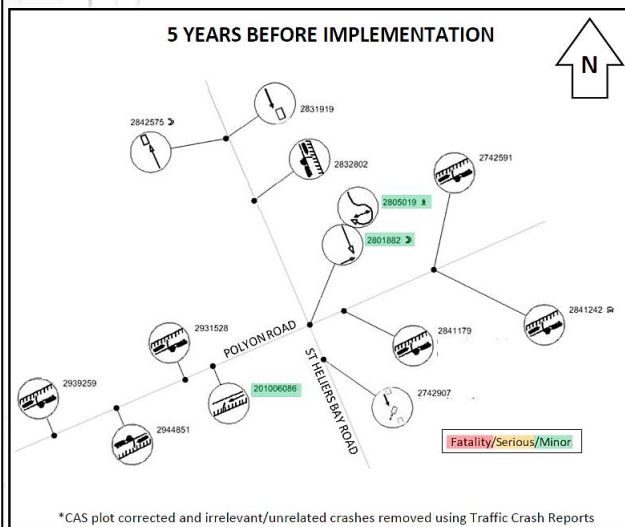 5 YEARS BEFORE IMPLEMENTATION
N
2831919
2842575
2832802
2742591
2805019
2801882
2841242
2931528
POLYON ROAD
2841179
2939259
201006086
ST HELIERS BAY ROAD
2742907
2944851
Fatality/Serious/Minor
*CAS plot corrected and irrelevant/unrelated crashes removed using Traffic Crash Reports